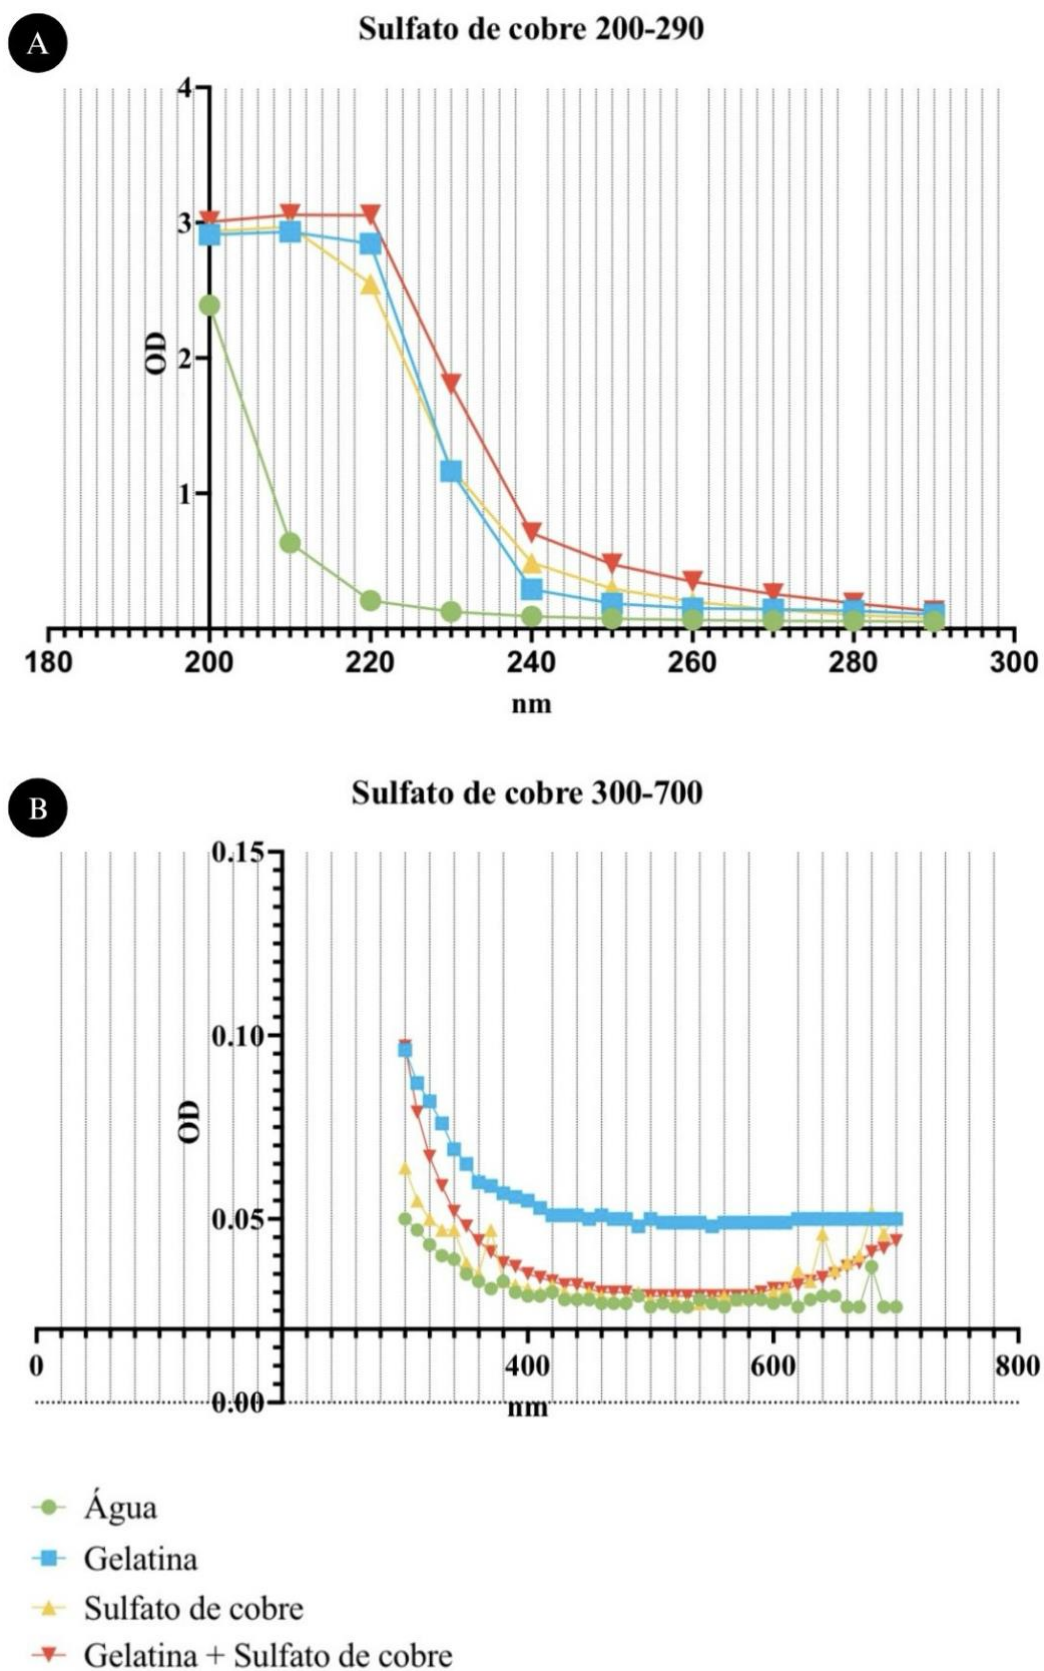 A
Sulfato de cobre 200-290
4
3
OD
2
1
180 200 220 240 260 280 300
nm
B
Sulfato de cobre 300-700
0.15
0.10
OD
0.05
0 400 600 800
0.00
nm
Água
Gelatina
Sulfato de cobre
Gelatina + Sulfato de cobre